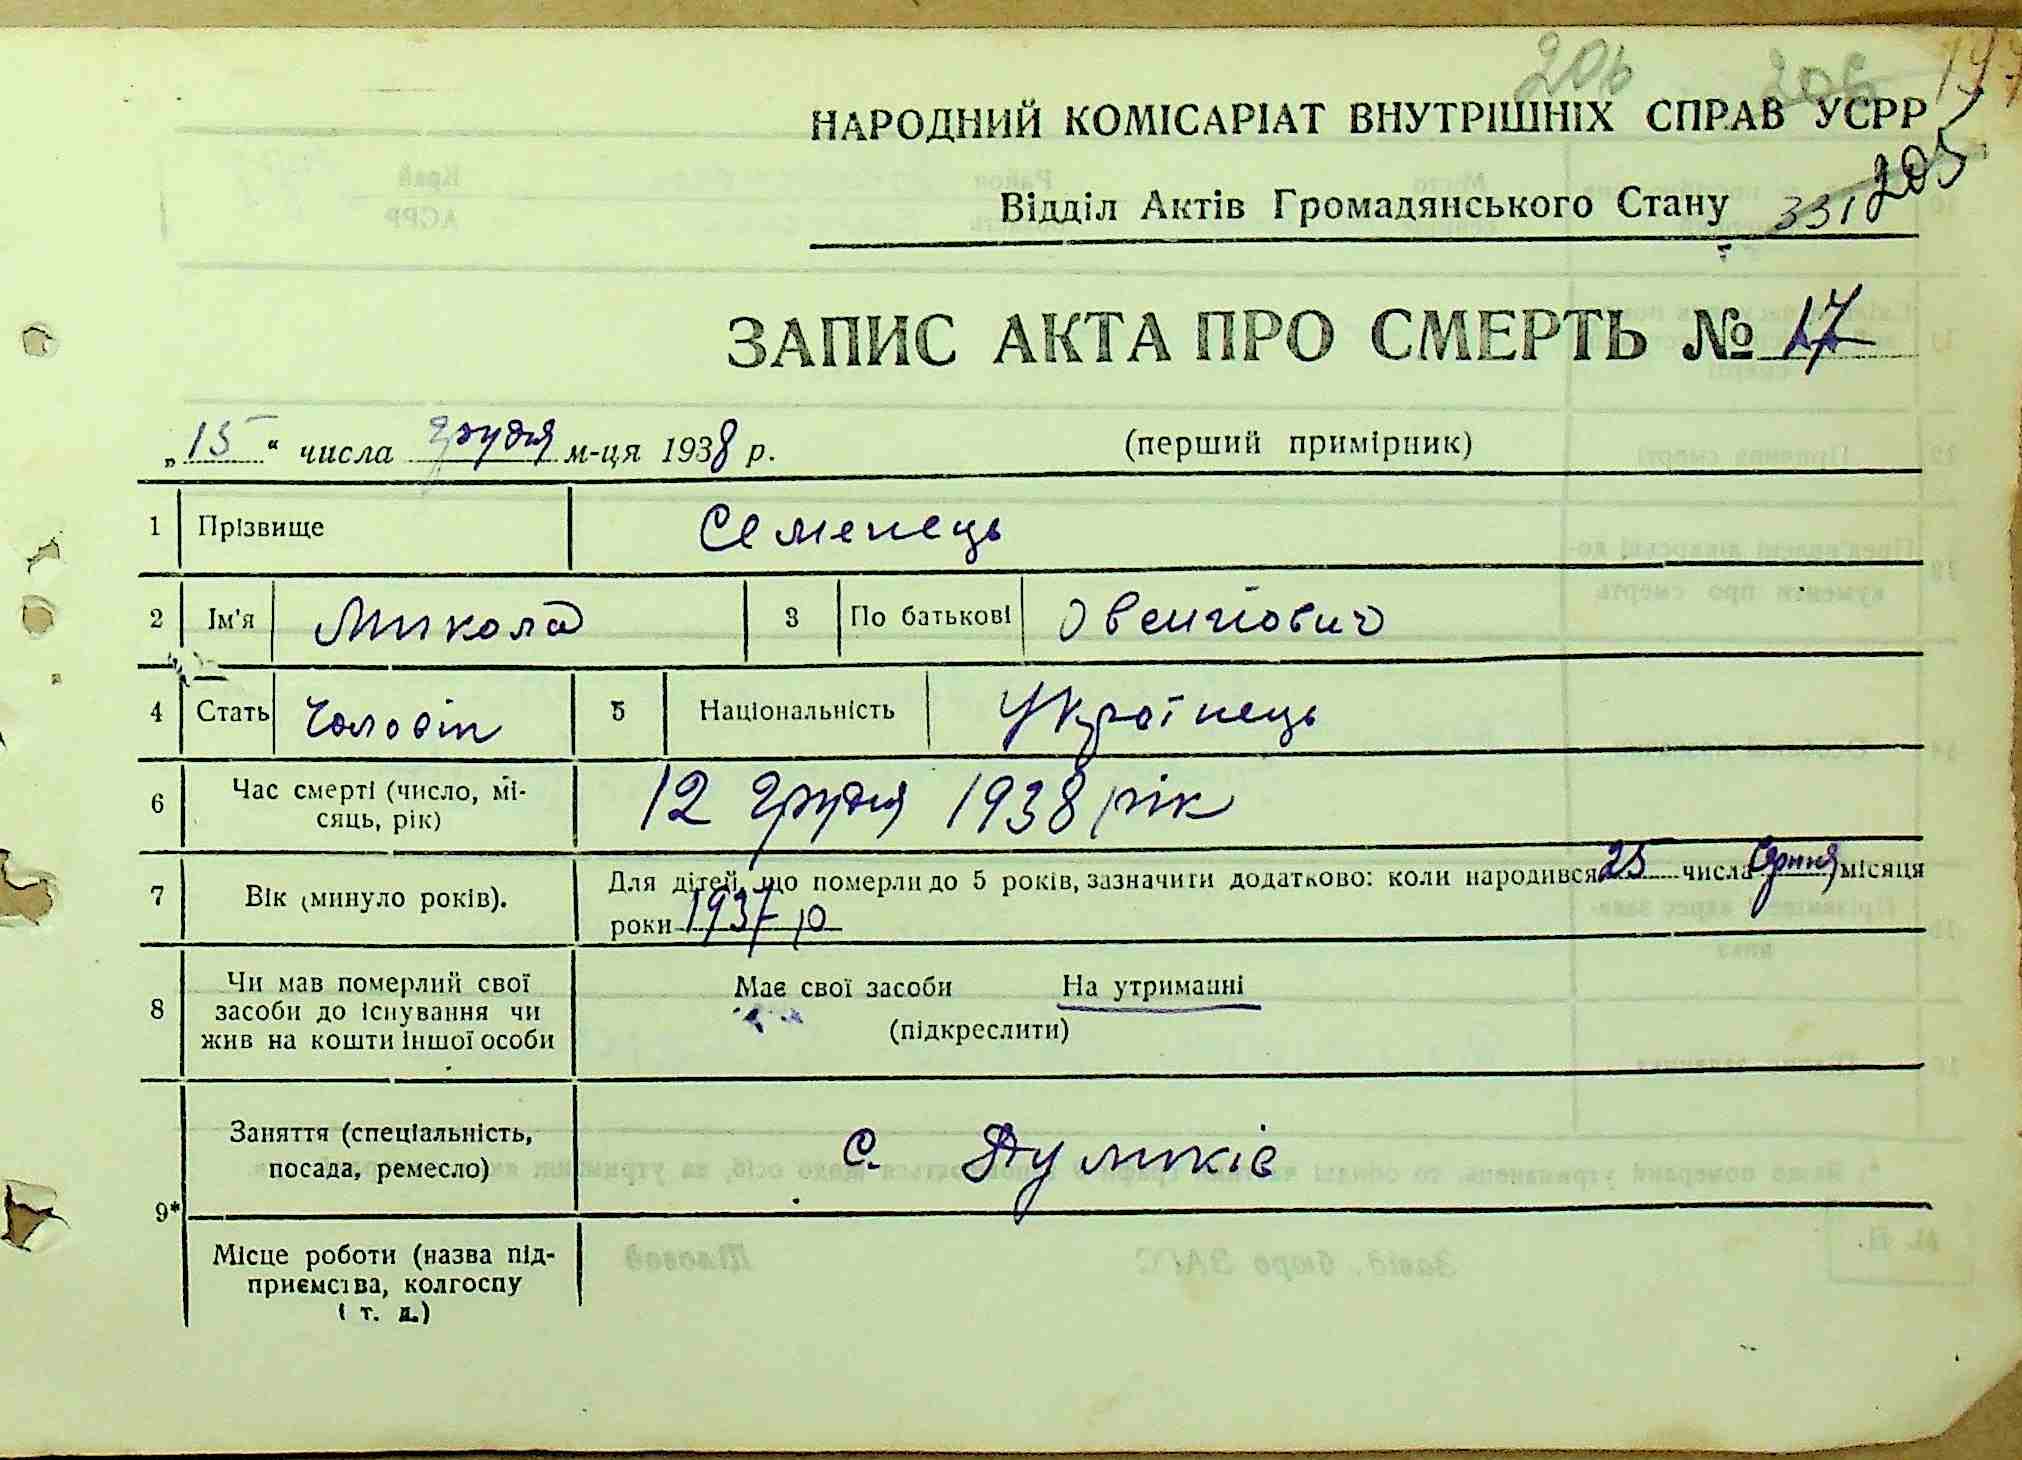 206 206 197
НАРОДНИЙ КОМІСАРІАТ ВНУТРІШНІХ СПРАВ УСРР
Відділ Актів Громадянського Стану 331 205
ЗАПИС АКТА ПРО СМЕРТЬ № 17
„15“ числа грудня м-ця 1938 р. (перший примірник)
1 Прізвище Семенець
2 Ім'я Микола 3 По батькові
4 Стать Чоловік 5 Національність Українець
6 Час смерті (число, мі-
сяць, рік) 12 грудня 1938 рік
7 Вік (минуло років). Для дітей, що померли до 5 років, зазначити додатково: коли народився 25 числа Серпня місяця
роки 1937 р
8 Чи мав померлий свої
засоби до існування чи
жив на кошти іншої особи
Має свої засоби На утриманні
(підкреслити)
Заняття (спеціальність,
посада, ремесло) с. Думиків
9*
Місце роботи (назва під-
приємства, колгоспу
і т. д.)